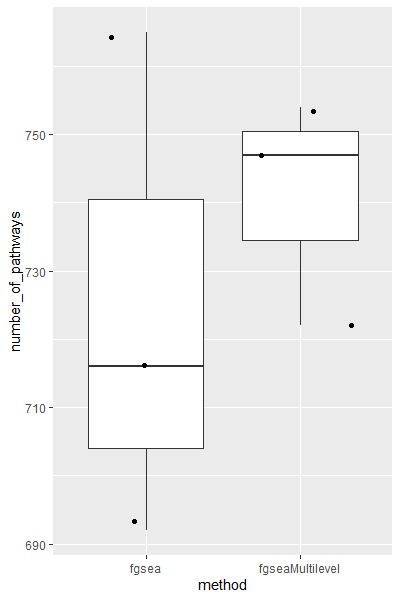 number_of_pathways
750
730
710
690
fgsea
fgseaMultilevel
method